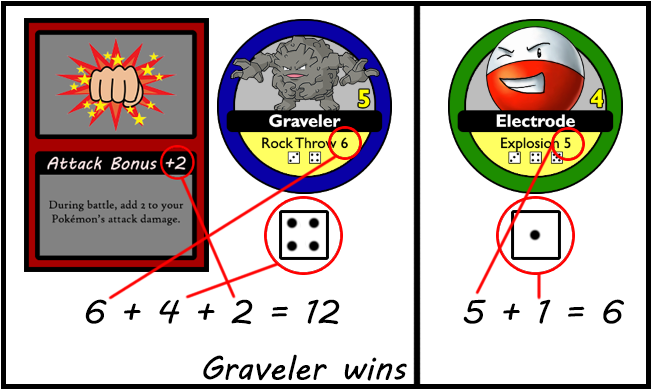 Attack Bonus +2
During battle, add 2 to your
Pokémon's attack damage.
5
Graveler
Rock Throw 6
6 + 4 + 2 = 12
Graveler wins
4
Electrode
Explosion 5
5 + 1 = 6